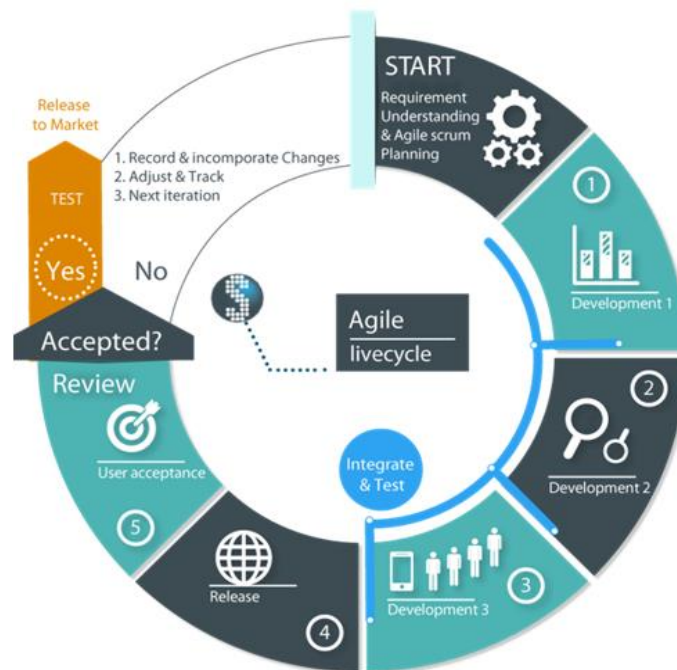 START
Requirement
Understanding
& Agile scrum
Planning
1
Development 1
2
Development 2
3
Development 3
4
Release
5
User acceptance
Review
Accepted?
Yes
TEST
Release
to Market
No
1. Record & incomporate Changes
2. Adjust & Track
3. Next iteration
Agile
livecycle
Integrate
& Test
S